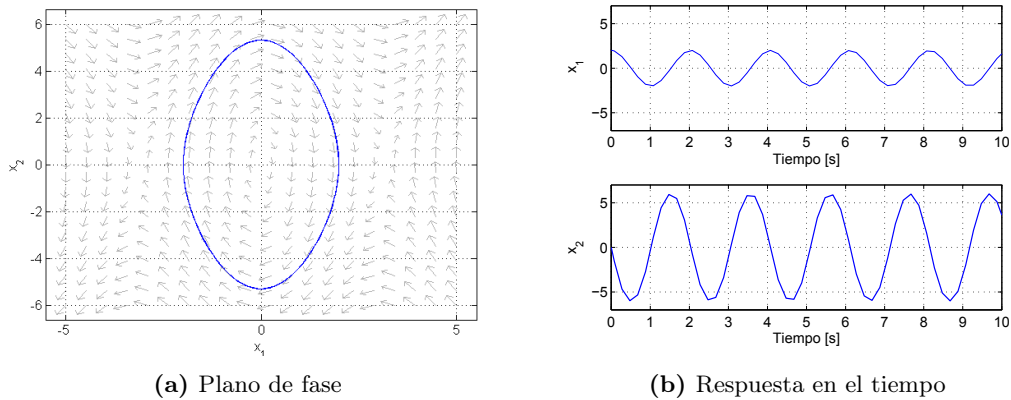 6
4
2
0
-2
-4
-6
x2
-5
0
5
x1
(a) Plano de fase
5
0
−5
x1
0 1 2 3 4 5 6 7 8 9 10
Tiempo [s]
5
0
−5
x2
0 1 2 3 4 5 6 7 8 9 10
Tiempo [s]
(b) Respuesta en el tiempo